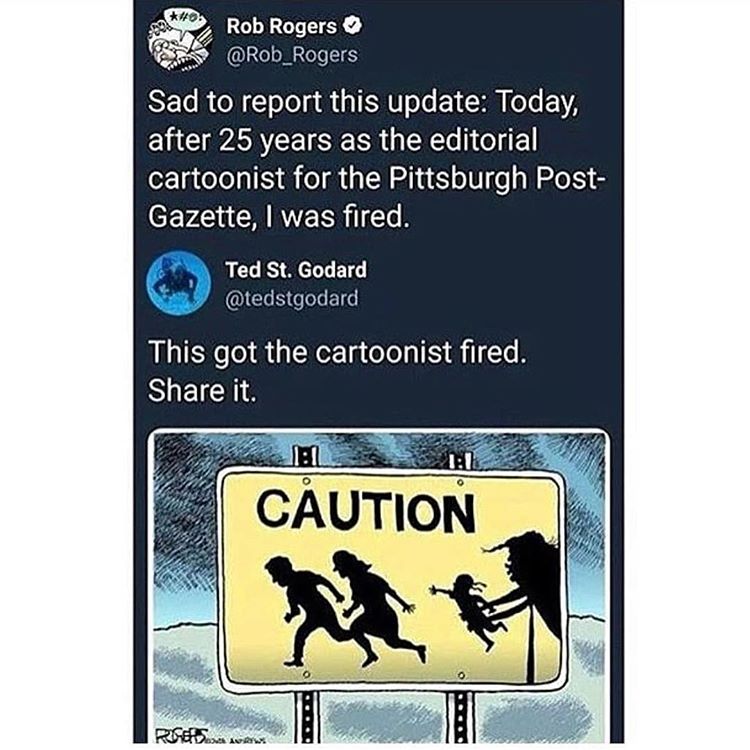 *#@!
Rob Rogers
@Rob_Rogers
Sad to report this update: Today,
after 25 years as the editorial
cartoonist for the Pittsburgh Post-
Gazette, I was fired.
Ted St. Godard
@tedstgodard
This got the cartoonist fired.
Share it.
CAUTION
ROGERS
ANDREWS